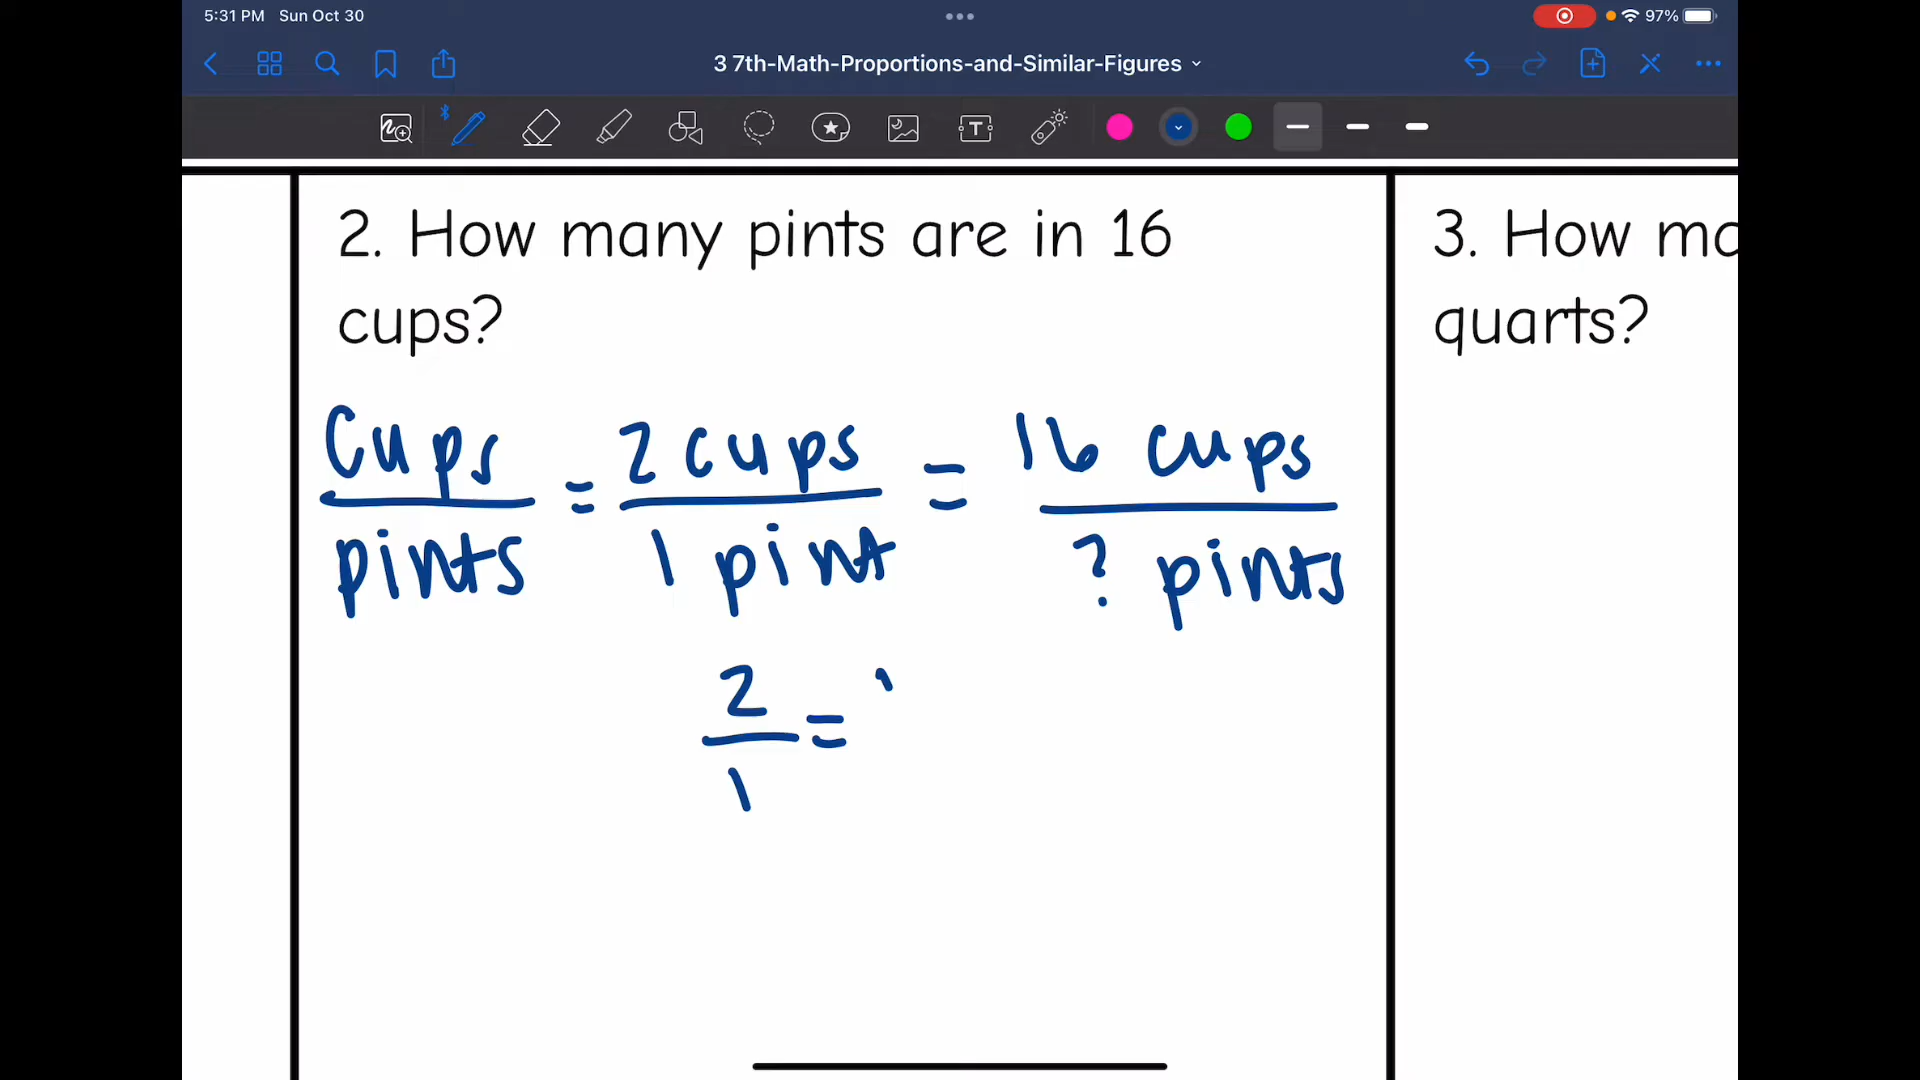 5:31 PM Sun Oct 30
97%
3 7th-Math-Proportions-and-Similar-Figures
T
2. How many pints are in 16
cups?
3. How
quarts?
Cups = 2 cups = 16 cups
pints 1 pint ? pints
2 =
1